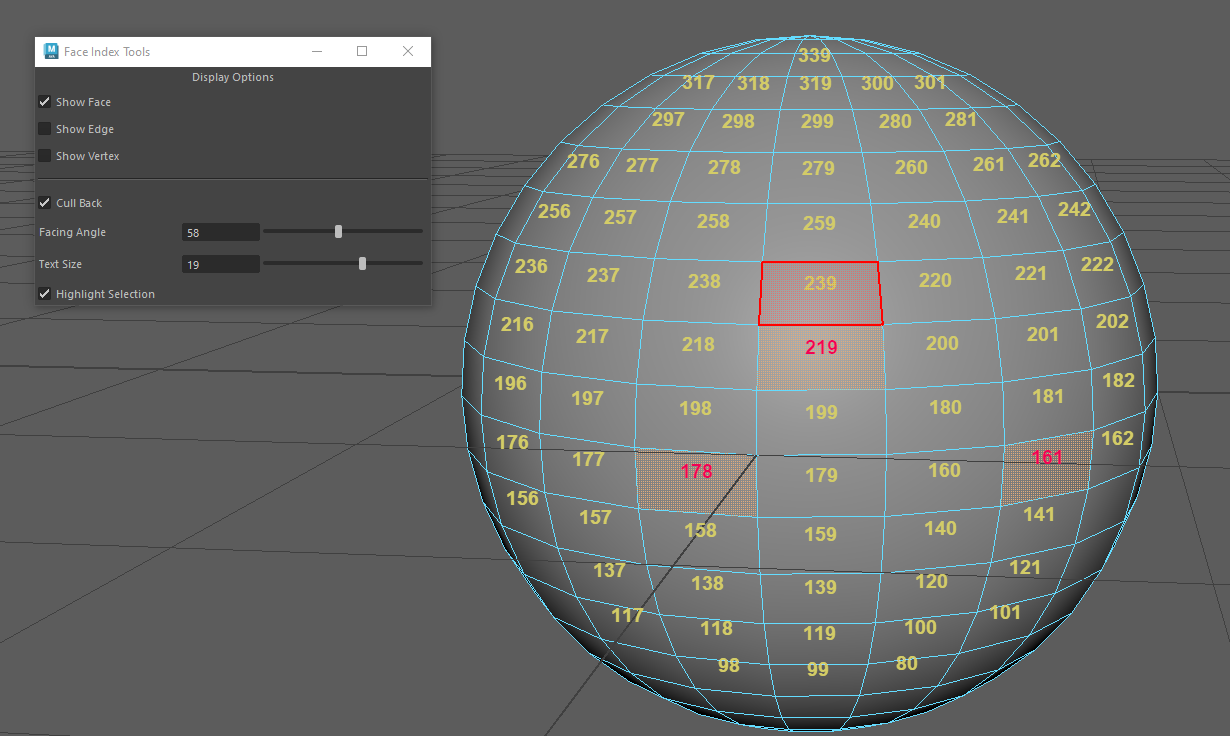 Face Index Tools
Display Options
Show Face
Show Edge
Show Vertex
Cull Back
Facing Angle 58
Text Size 19
Highlight Selection
339
317 318 319 300 301
297 298 299 280 281
276 277 278 279 260 261 262
256 257 258 259 240 241 242
236 237 238 239 220 221 222
216 217 218 219 200 201 202
196 197 198 199 180 181 182
176 177 178 179 160 161 162
156 157 158 159 140 141
137 138 139 120 121
117 118 119 100 101
98 99 80